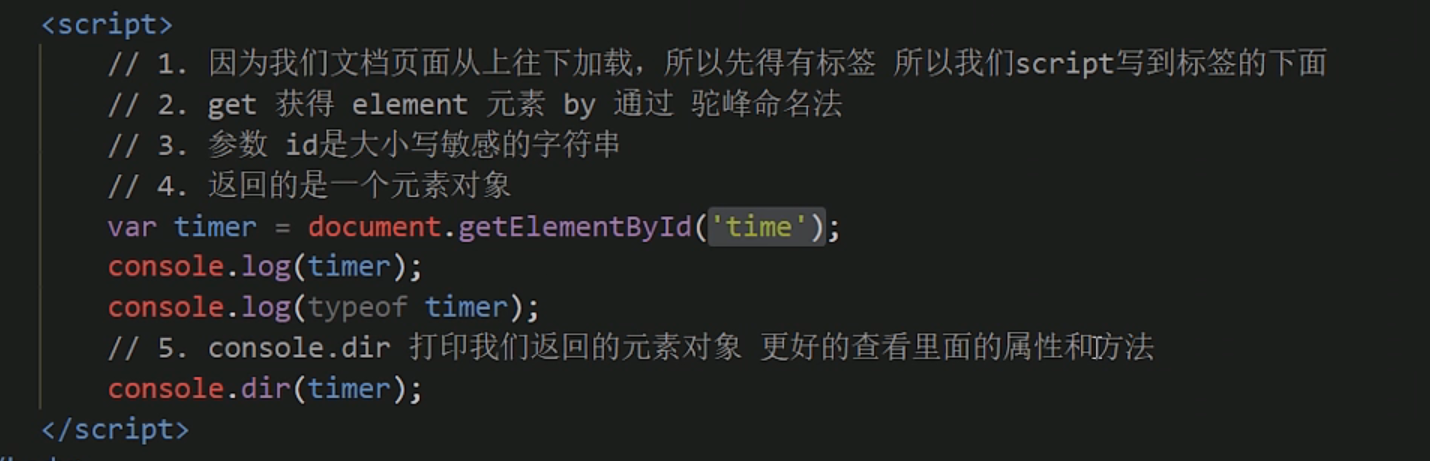 <script>
// 1. 因为我们文档页面从上往下加载，所以先得有标签 所以我们script写到标签的下面
// 2. get 获得 element 元素 by 通过 驼峰命名法
// 3. 参数 id是大小写敏感的字符串
// 4. 返回的是一个元素对象
var timer = document.getElementById('time');
console.log(timer);
console.log(typeof timer);
// 5. console.dir 打印我们返回的元素对象 更好的查看里面的属性和方法
console.dir(timer);
</script>